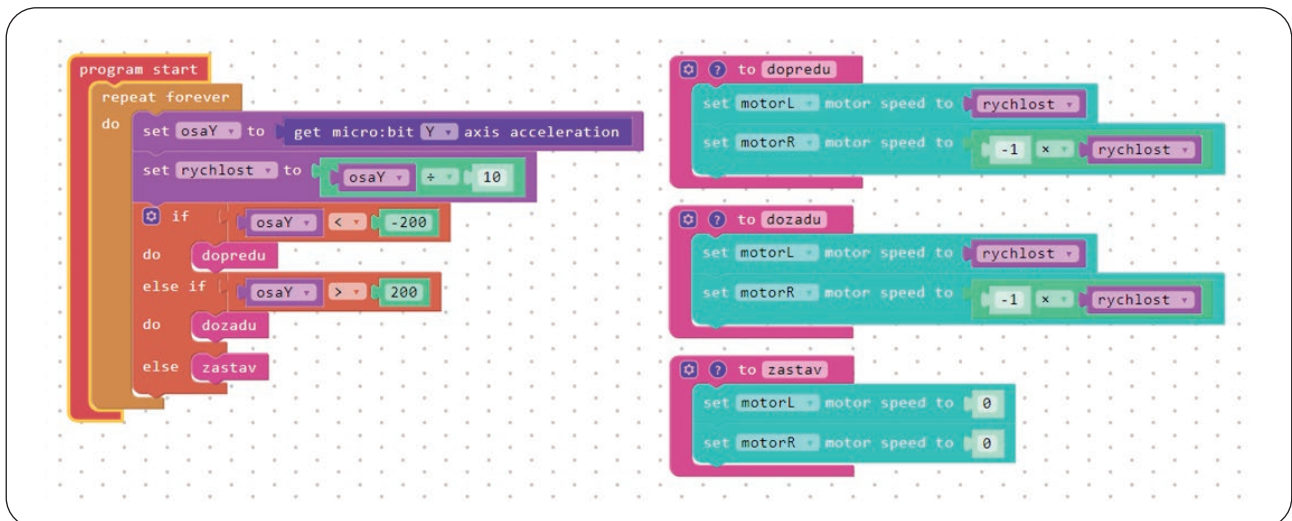 program start
repeat forever
do set osaY to get micro:bit Y axis acceleration
set rychlost to osaY ÷ 10
if osaY < -200
do dopredu
else if osaY > 200
do dozadu
else zastav
? to dopredu
set motorL motor speed to rychlost
set motorR motor speed to -1 × rychlost
? to dozadu
set motorL motor speed to rychlost
set motorR motor speed to -1 × rychlost
? to zastav
set motorL motor speed to 0
set motorR motor speed to 0